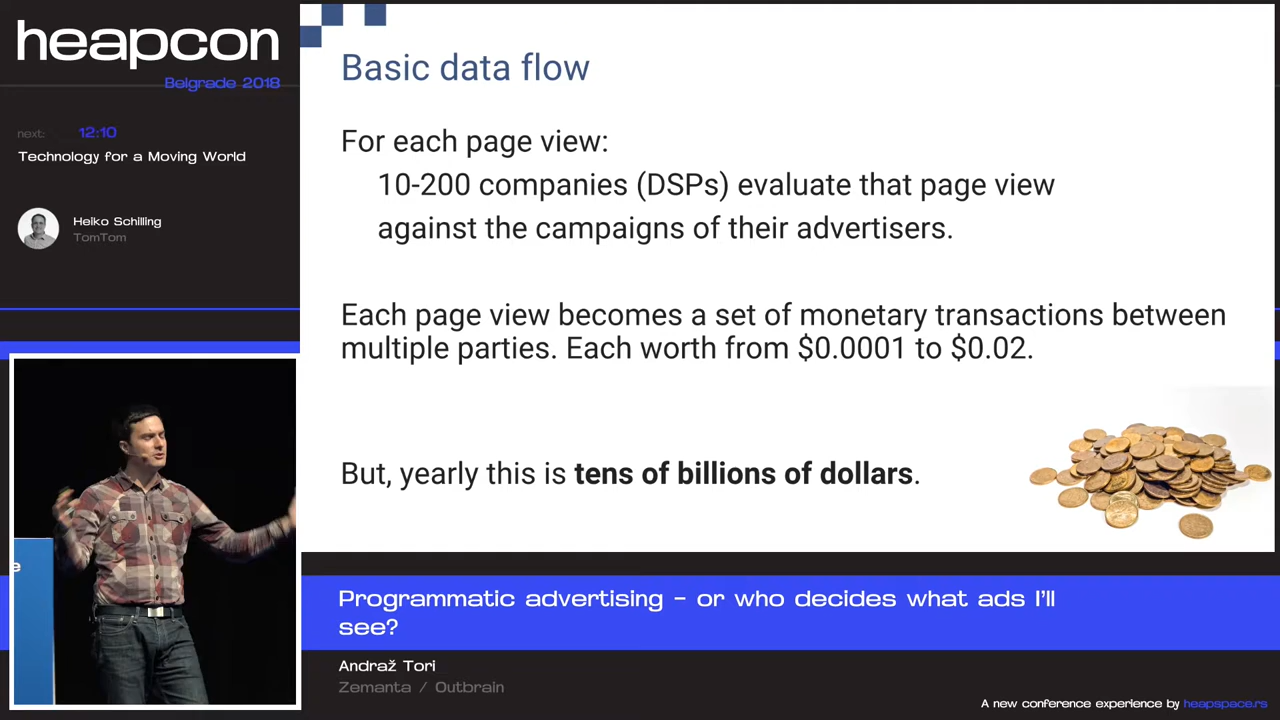 heapcon
Belgrade 2018
next: 12:10
Technology for a Moving World
Heiko Schilling
TomTom
Basic data flow
For each page view:
10-200 companies (DSPs) evaluate that page view
against the campaigns of their advertisers.
Each page view becomes a set of monetary transactions between
multiple parties. Each worth from $0.0001 to $0.02.
But, yearly this is tens of billions of dollars.
e
Programmatic advertising - or who decides what ads I'll
see?
Andraž Tori
Zemanta / Outbrain
A new conference experience by heapspace.rs